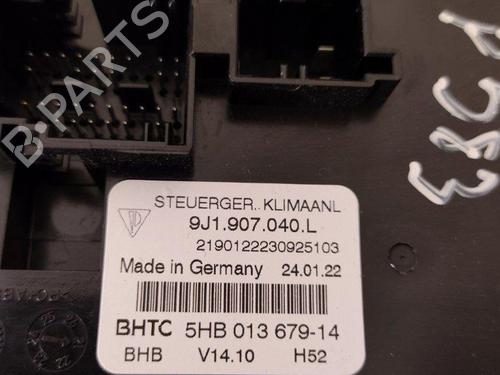 B-PARTS
STEUERGER..KLIMAANL
9J1.907.040.L
2190122230925103
Made in Germany 24.01.22
BHTC 5HB 013 679-14
BHB V14.10 H52